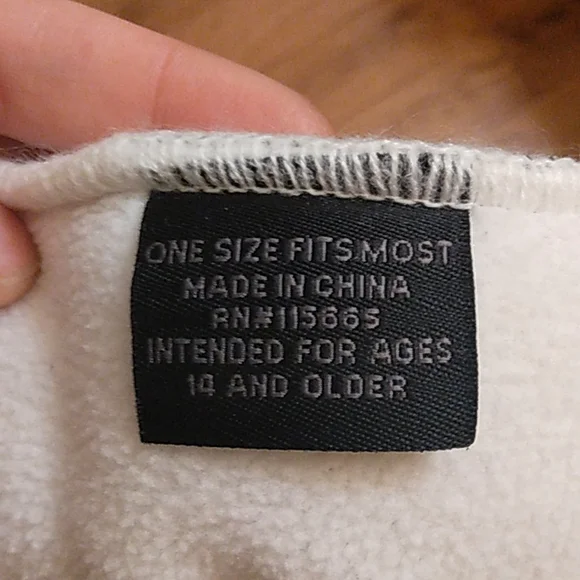 ONE SIZE FITS MOST
MADE IN CHINA
RN#115665
INTENDED FOR AGES
14 AND OLDER